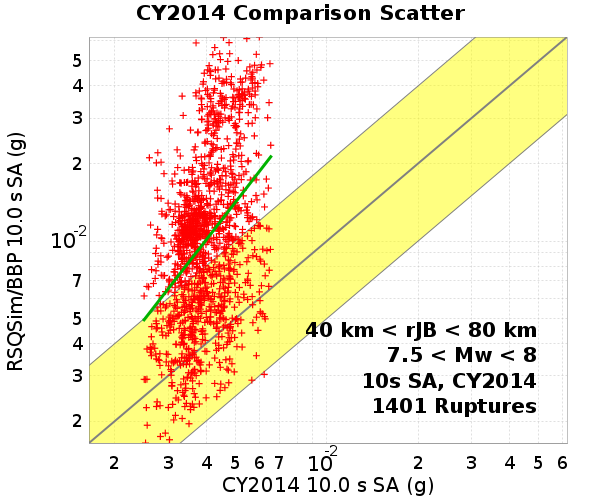 CY2014 Comparison Scatter
RSQSim/BBP 10.0 s SA (g)
5
4
3
2
10-2
7
5
4
3
2
40 km < rJB < 80 km
7.5 < Mw < 8
10s SA, CY2014
1401 Ruptures
2 3 4 5 6 7 10-2 2 3 4 5 6
CY2014 10.0 s SA (g)